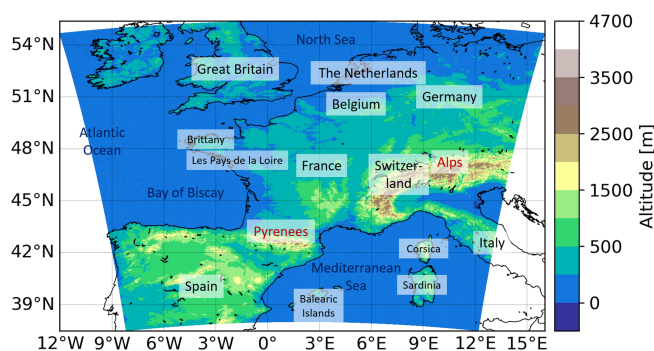 54°N
51°N
48°N
45°N
42°N
39°N
North Sea
Great Britain
The Netherlands
Belgium
Germany
Atlantic
Ocean
Brittany
Les Pays de la Loire
France
Switzer-
land
Alps
Bay of Biscay
Pyrenees
Corsica
Italy
Mediterranean
Sea
Spain
Sardinia
Balearic
Islands
12°W
9°W
6°W
3°W
0°
3°E
6°E
9°E
12°E
15°E
4700
3500
2500
1500
500
0
Altitude [m]